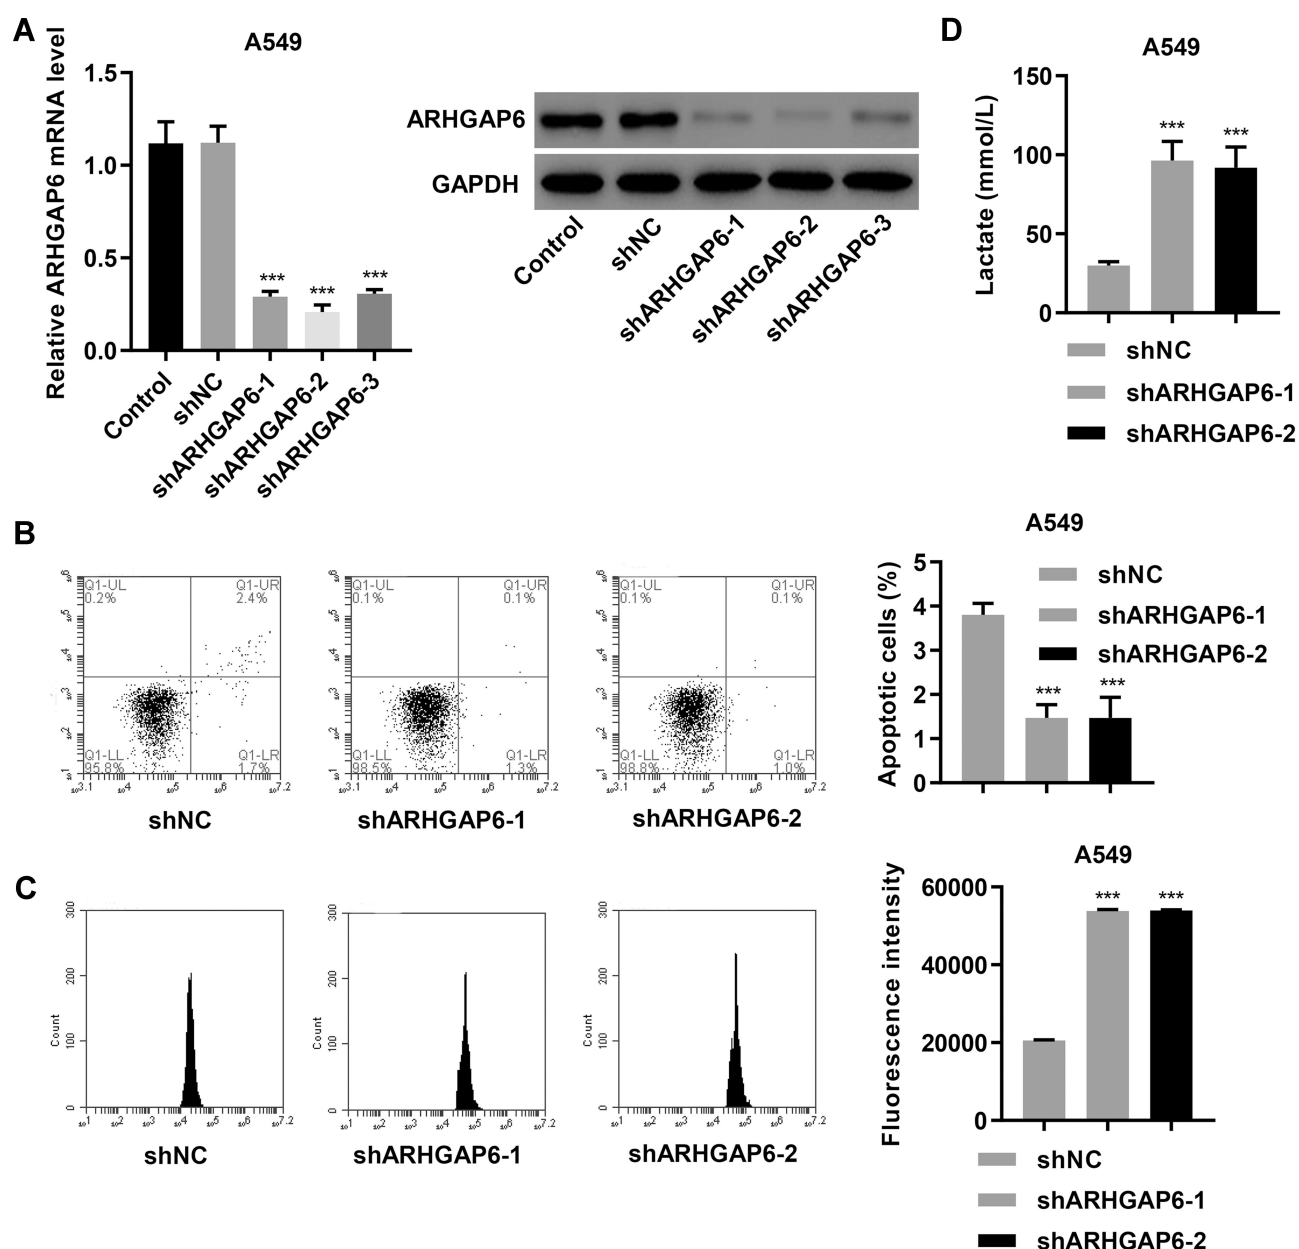 A
A549
Relative ARHGAP6 mRNA level
1.5
1.0
0.5
0.0
***
***
***
Control
shNC
shARHGAP6-1
shARHGAP6-2
shARHGAP6-3
ARHGAP6
GAPDH
Control
shNC
shARHGAP6-1
shARHGAP6-2
shARHGAP6-3
D
A549
Lactate (mmol/L)
150
100
50
0
***
***
shNC
shARHGAP6-1
shARHGAP6-2
B
Q1-UL
0.2%
Q1-UR
2.4%
Q1-LL
95.8%
Q1-LR
1.7%
shNC
Q1-UL
0.1%
Q1-UR
0.1%
Q1-LL
98.5%
Q1-LR
1.3%
shARHGAP6-1
Q1-UL
0.1%
Q1-UR
0.1%
Q1-LL
98.8%
Q1-LR
1.0%
shARHGAP6-2
A549
Apoptotic cells (%)
5
4
3
2
1
0
***
***
shNC
shARHGAP6-1
shARHGAP6-2
C
Count
300
200
100
0
shNC
Count
300
200
100
0
shARHGAP6-1
Count
300
200
100
0
shARHGAP6-2
A549
Fluorescence intensity
60000
40000
20000
0
***
***
shNC
shARHGAP6-1
shARHGAP6-2